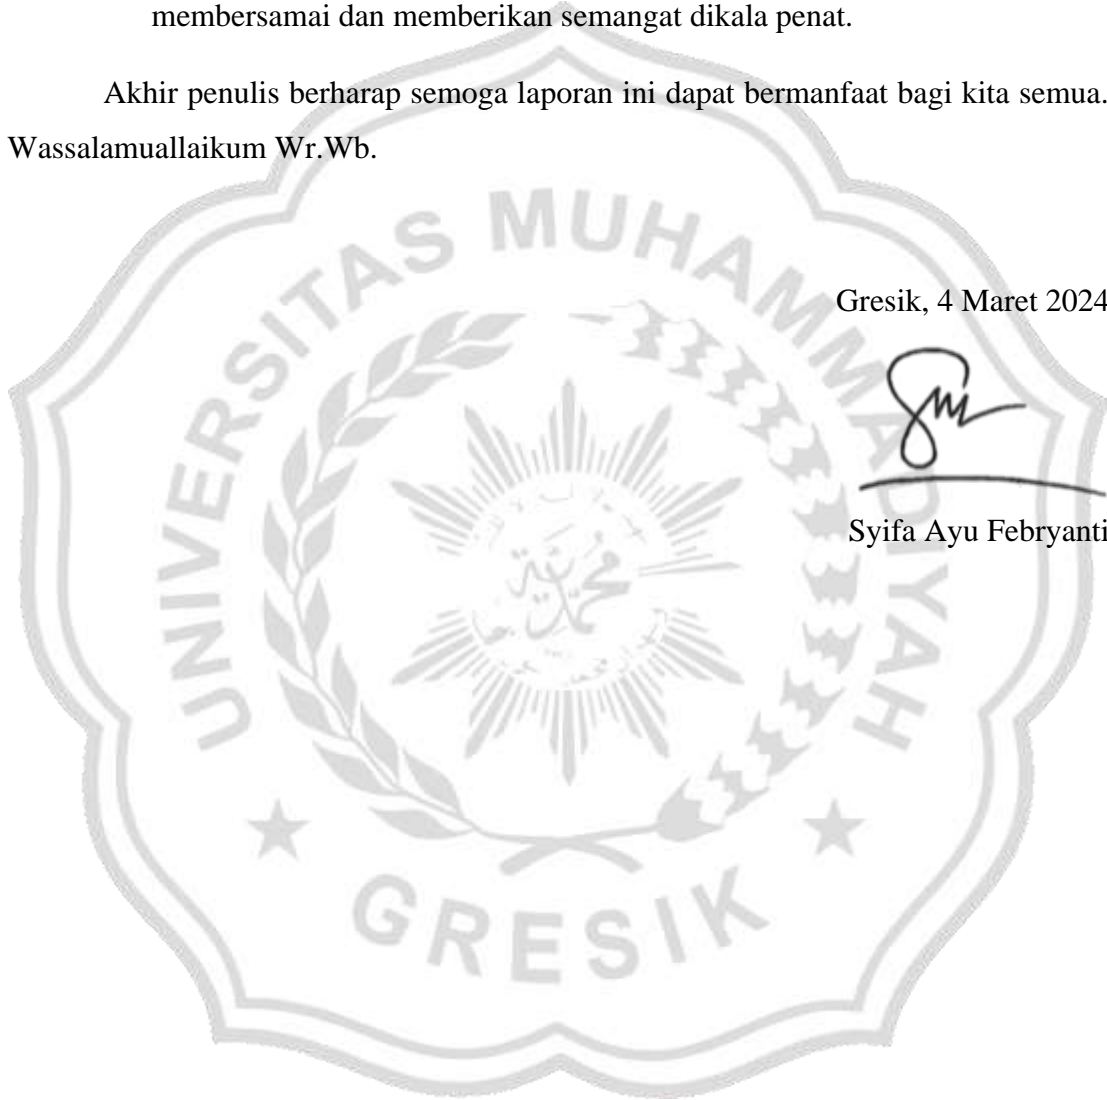 membersamai dan memberikan semangat dikala penat.
Akhir penulis berharap semoga laporan ini dapat bermanfaat bagi kita semua.
Wassalamuallaikum Wr.Wb.
UNIVERSITAS MUHAMMADIYAH
Gresik, 4 Maret 2024
Syifa Ayu Febryanti
GRESIK